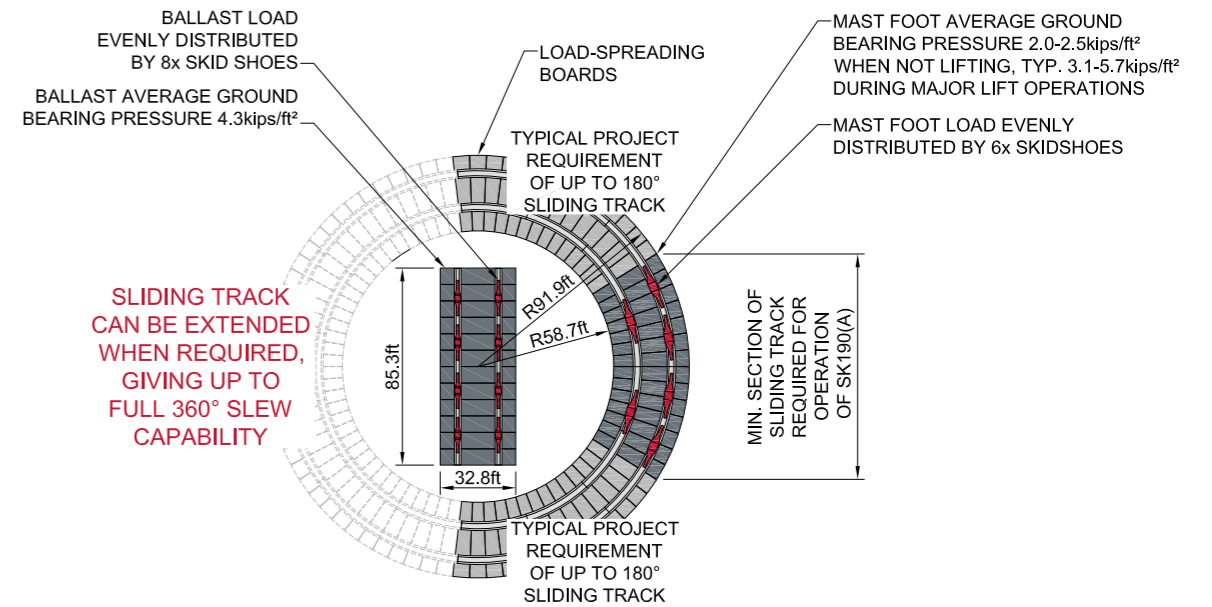 BALLAST LOAD
EVENLY DISTRIBUTED
BY 8x SKID SHOES
BALLAST AVERAGE GROUND
BEARING PRESSURE 4.3kips/ft²
LOAD-SPREADING
BOARDS
MAST FOOT AVERAGE GROUND
BEARING PRESSURE 2.0-2.5kips/ft²
WHEN NOT LIFTING, TYP. 3.1-5.7kips/ft²
DURING MAJOR LIFT OPERATIONS
MAST FOOT LOAD EVENLY
DISTRIBUTED BY 6x SKIDSHOES
TYPICAL PROJECT
REQUIREMENT
OF UP TO 180°
SLIDING TRACK
SLIDING TRACK
CAN BE EXTENDED
WHEN REQUIRED,
GIVING UP TO
FULL 360° SLEW
CAPABILITY
85.3ft
32.8ft
R91.9ft
R58.7ft
MIN. SECTION OF
SLIDING TRACK
REQUIRED FOR
OPERATION
OF SK190(A)
TYPICAL PROJECT
REQUIREMENT
OF UP TO 180°
SLIDING TRACK